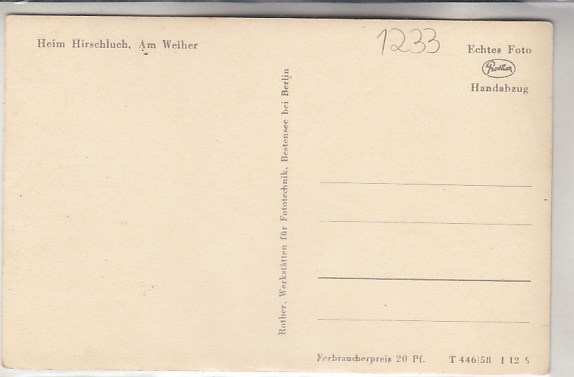 Heim Hirschluch, Am Weiher
1233
Echtes Foto
Rother
Handabzug
Rother, Werkstätten für Fototechnik, Bestensee bei Berlin
Verbraucherpreis 20 Pf. T 446/58 I 12 S